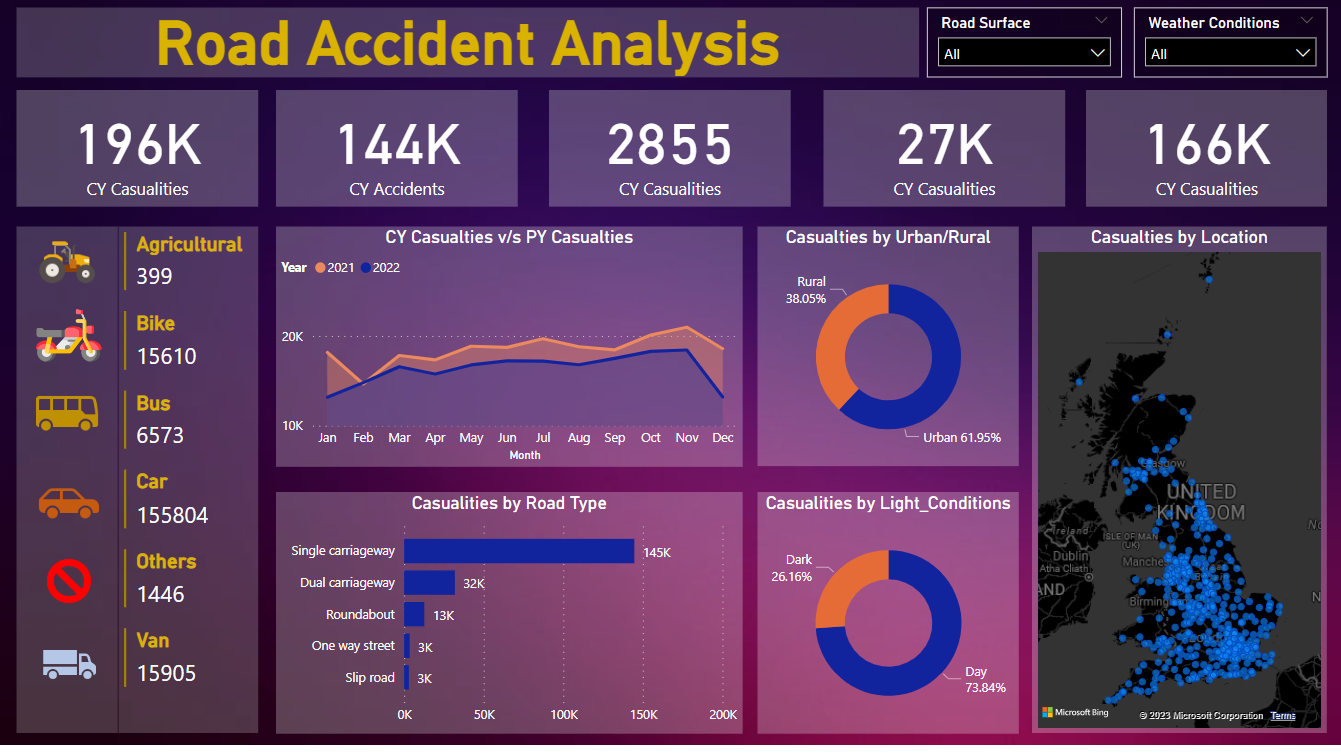 Road Accident Analysis
Road Surface
All
Weather Conditions
All
196K
CY Casualities
144K
CY Accidents
2855
CY Casualities
27K
CY Casualities
166K
CY Casualities
Agricultural
399
Bike
15610
Bus
6573
Car
155804
Others
1446
Van
15905
CY Casualties v/s PY Casualties
Year 2021 2022
20K
10K
Jan Feb Mar Apr May Jun Jul Aug Sep Oct Nov Dec
Month
Casualties by Urban/Rural
Rural
38.05%
Urban 61.95%
Casualities by Road Type
Single carriageway 145K
Dual carriageway 32K
Roundabout 13K
One way street 3K
Slip road 3K
0K 50K 100K 150K 200K
Casualities by Light_Conditions
Dark
26.16%
Day
73.84%
Casualties by Location
Glasgow
UNITED
KINGDOM
Ireland
ISLE OF MAN
(UK)
Dublin
Atha Cliath
AND
Microsoft Bing
© 2023 Microsoft Corporation Terms